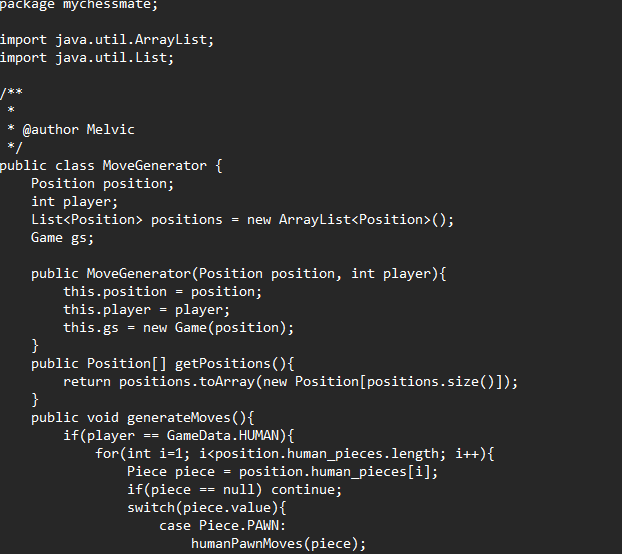 package mychessmate;
import java.util.ArrayList;
import java.util.List;
/**
*
* @author Melvic
*/
public class MoveGenerator {
Position position;
int player;
List<Position> positions = new ArrayList<Position>();
Game gs;
public MoveGenerator(Position position, int player){
this.position = position;
this.player = player;
this.gs = new Game(position);
}
public Position[] getPositions(){
return positions.toArray(new Position[positions.size()]);
}
public void generateMoves(){
if(player == GameData.HUMAN){
for(int i=1; i<position.human_pieces.length; i++){
Piece piece = position.human_pieces[i];
if(piece == null) continue;
switch(piece.value){
case Piece.PAWN:
humanPawnMoves(piece);